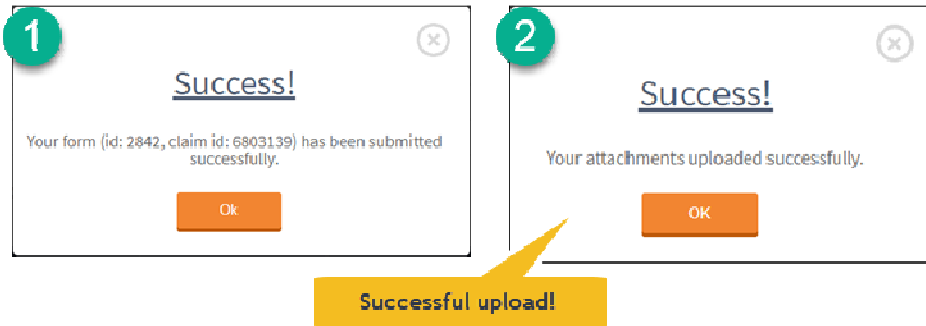 1
Success!
Your form (id: 2842, claim id: 6803139) has been submitted
successfully.
Ok
2
Success!
Your attachments uploaded successfully.
OK
Successful upload!